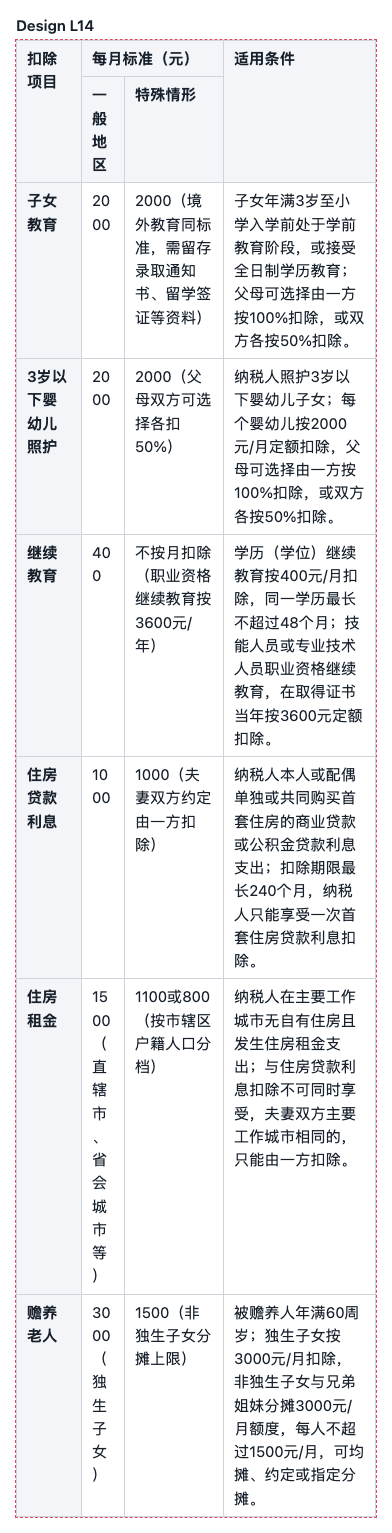 Design L14
扣除
项目
每月标准（元）
适用条件
一
般
地
区
特殊情形
子女
教育
20
00
2000（境
外教育同标
准，需留存
录取通知
书、留学签
证等资料）
子女年满3岁至小
学入学前处于学前
教育阶段，或接受
全日制学历教育；
父母可选择由一方
按100%扣除，或双
方各按50%扣除。
3岁以
下婴
幼儿
照护
20
00
2000（父
母双方可选
择各扣
50%）
纳税人照护3岁以
下婴幼儿子女；每
个婴幼儿按2000
元/月定额扣除，父
母可选择由一方按
100%扣除，或双方
各按50%扣除。
继续
教育
40
0
不按月扣除
（职业资格
继续教育按
3600元/
年）
学历（学位）继续
教育按400元/月扣
除，同一学历最长
不超过48个月；技
能人员或专业技术
人员职业资格继续
教育，在取得证书
当年按3600元定额
扣除。
住房
贷款
利息
10
00
1000（夫
妻双方约定
由一方扣
除）
纳税人本人或配偶
单独或共同购买首
套住房的商业贷款
或公积金贷款利息
支出；扣除期限最
长240个月，纳税
人只能享受一次首
套住房贷款利息扣
除。
住房
租金
15
00
（
直
辖
市
、
省
会
城
市
等
）
1100或800
（按市辖区
户籍人口分
档）
纳税人在主要工作
城市无自有住房且
发生住房租金支
出；与住房贷款利
息扣除不可同时享
受，夫妻双方主要
工作城市相同的，
只能由一方扣除。
赡养
老人
30
00
（
独
生
子
女
）
1500（非
独生子女分
摊上限）
被赡养人年满60周
岁；独生子女按
3000元/月扣除，
非独生子女与兄弟
姐妹分摊3000元/
月额度，每人不超
过1500元/月，可均
摊、约定或指定分
摊。